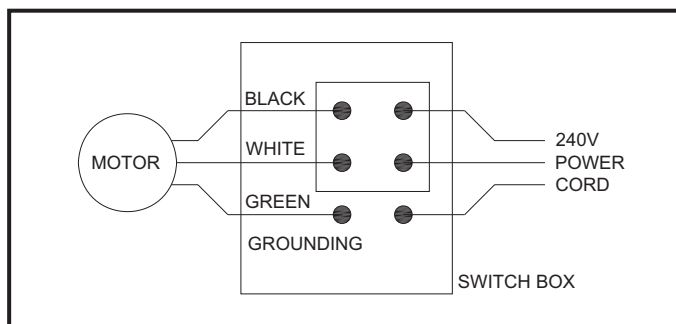 BLACK
WHITE
GREEN
GROUNDING
MOTOR
240V
POWER
CORD
SWITCH BOX